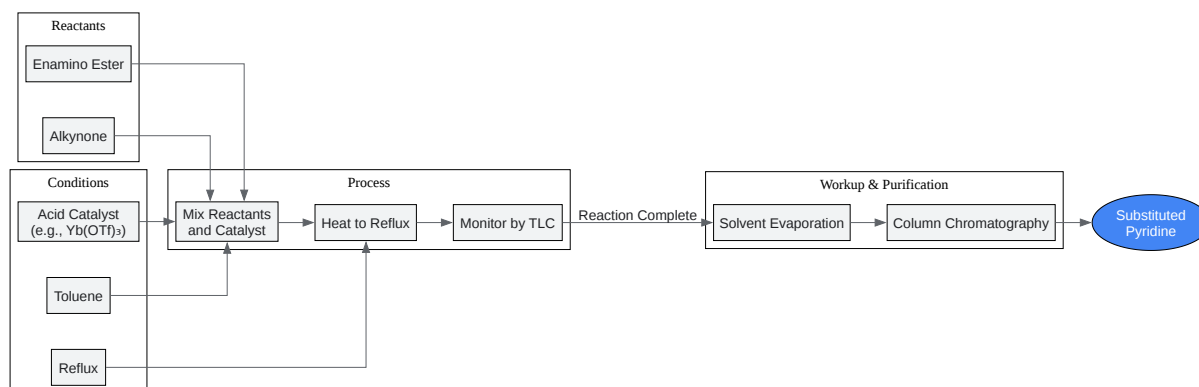 Reactants
Enamino Ester
Alkynone
Conditions
Acid Catalyst
(e.g., Yb(OTf)₃)
Toluene
Reflux
Process
Mix Reactants
and Catalyst
Heat to Reflux
Monitor by TLC
Reaction Complete
Workup & Purification
Solvent Evaporation
Column Chromatography
Substituted
Pyridine